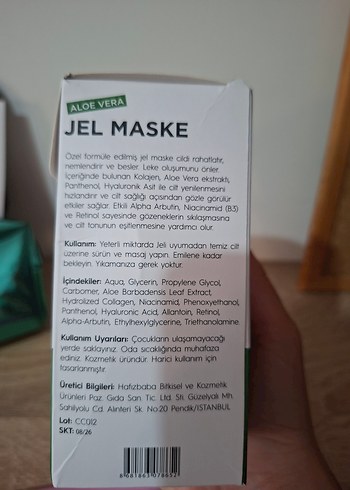 ALOE VERA
JEL MASKE
Özel formüle edilmiş jel maske cildi rahatlatır,
nemlendirir ve besler. Leke oluşumunu önler
İçeriğinde bulunan Kolajen, Aloe Vera ekstraktı,
Panthenol, Hyaluronik Asit ile cilt yenilenmesini
hızlandırır ve cilt sağlığı açısından gözle görülür
etkiler sağlar. Etkili Alpha Arbutin, Niacinamid (B3)
ve Retinol sayesinde gözeneklerin sıkılaşmasına
ve cilt tonunun eşitlenmesine yardımcı olur.
Kullanım: Yeterli miktarda Jeli uyumadan temiz cilt
üzerine sürün ve masaj yapın. Emilene kadar
bekleyin. Yıkamanıza gerek yoktur.
İçindekiler: Aqua, Glycerin, Propylene Glycol,
Carbomer, Aloe Barbadensis Leaf Extract,
Hydrolized Collagen, Niacinamid, Phenoxyethanol,
Panthenol, Hyaluronic Acid, Allantoin, Retinol,
Alpha-Arbutin, Ethylhexylglycerine, Triethanolamine
Kullanım Uyarıları: Çocukların ulaşamayacağı
yerde saklayınız. Oda sıcaklığında muhafaza
ediniz. Kozmetik üründür. Harici kullanım için
tasarlanmıştır.
Üretici Bilgileri: Hafızbaba Bitkisel ve Kozmetik
Ürünleri Paz. Gıda San. Tic. Ltd. Şti. Güzelyalı Mh.
Sahilyolu Cd. Alınteri Sk. No:20 Pendik/İSTANBUL
Lot: CC012
SKT: 08/26